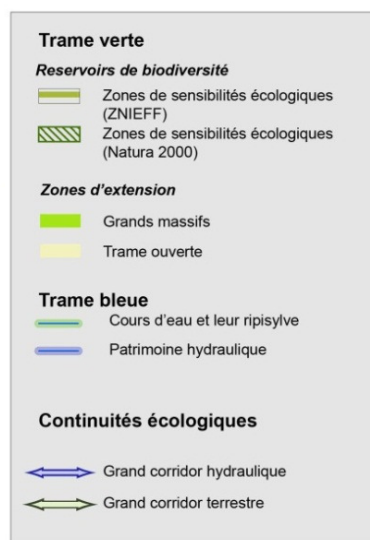 Trame verte
Reservoirs de biodiversité
Zones de sensibilités écologiques
(ZNIEFF)
Zones de sensibilités écologiques
(Natura 2000)
Zones d'extension
Grands massifs
Trame ouverte
Trame bleue
Cours d'eau et leur ripisylve
Patrimoine hydraulique
Continuités écologiques
Grand corridor hydraulique
Grand corridor terrestre